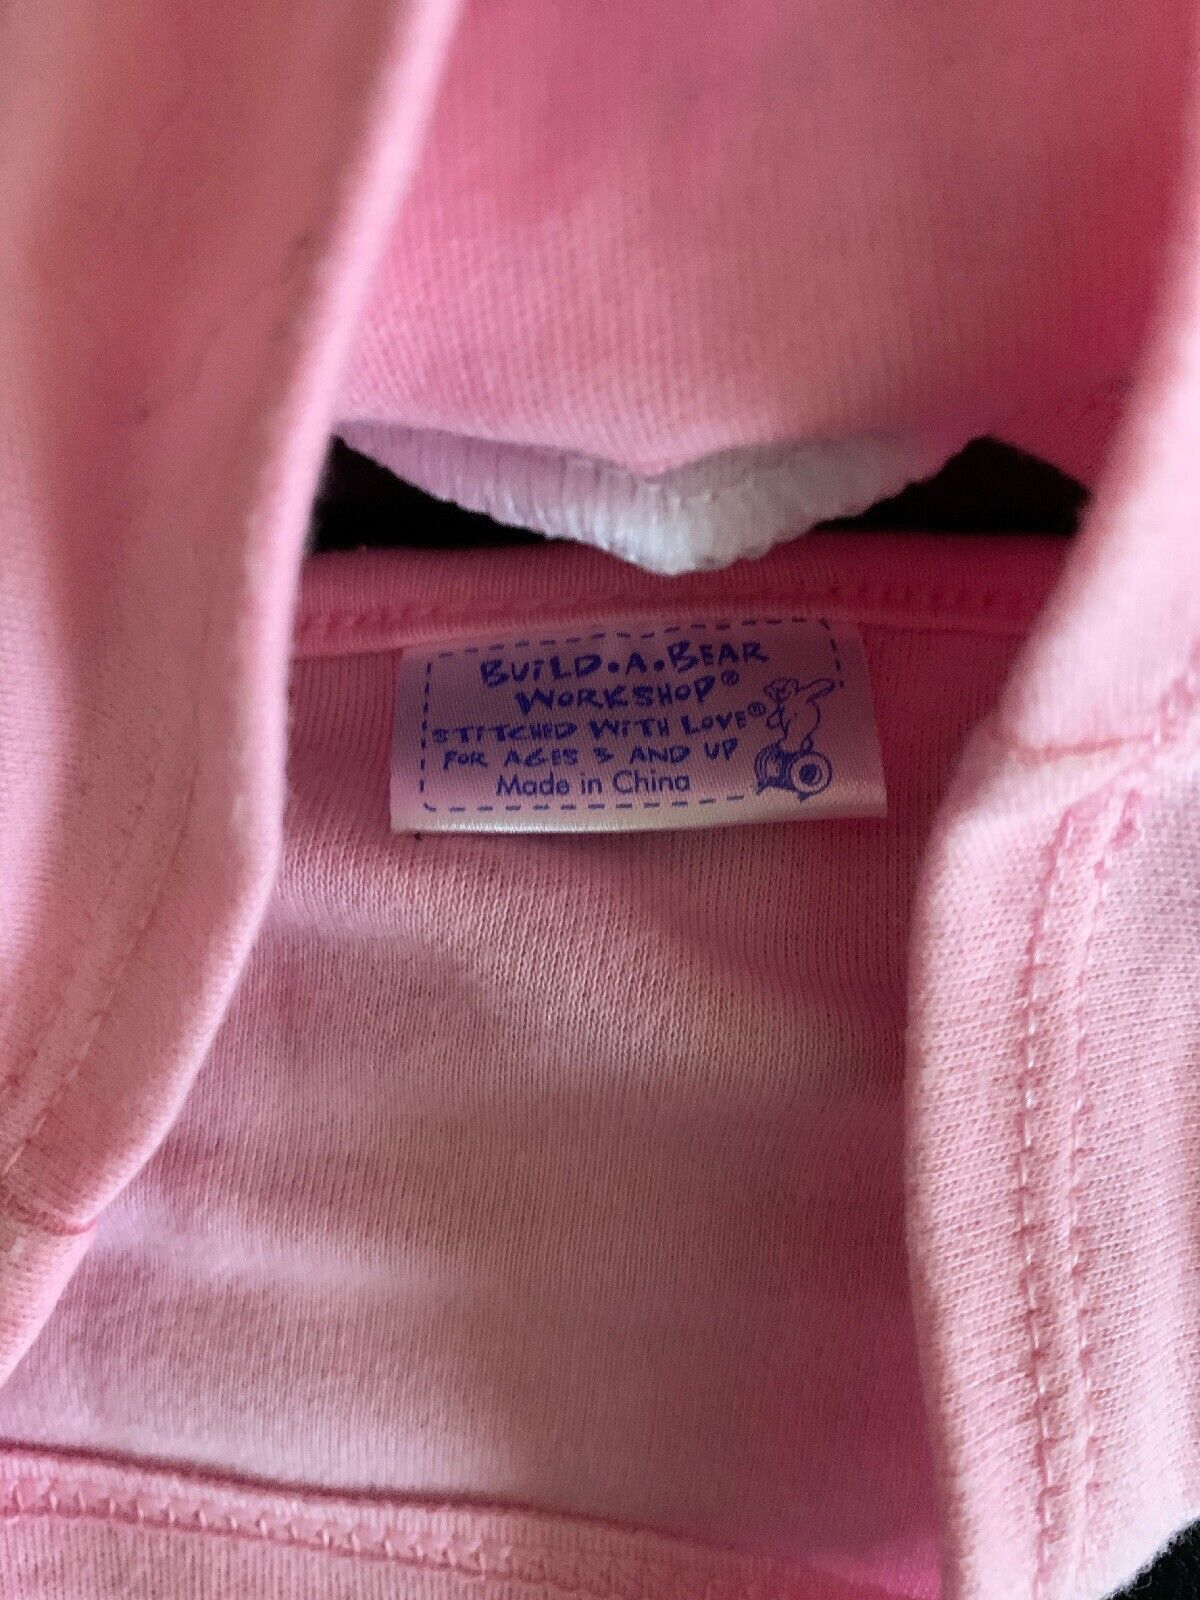 BUILD•A•BEAR
WORKSHOP®
STITCHED WITH LOVE®
FOR AGES 3 AND UP
Made in China